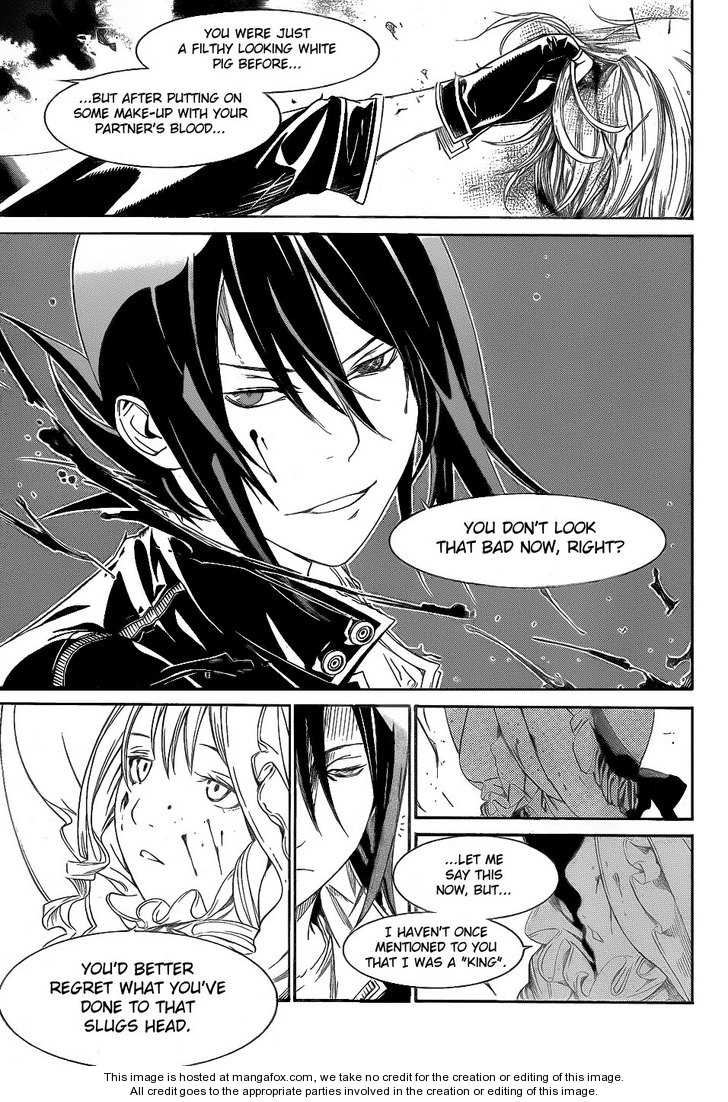 YOU WERE JUST
A FILTHY LOOKING WHITE
PIG BEFORE...
...BUT AFTER PUTTING ON
SOME MAKE-UP WITH YOUR
PARTNER'S BLOOD...
YOU DON'T LOOK
THAT BAD NOW, RIGHT?
YOU'D BETTER
REGRET WHAT YOU'VE
DONE TO THAT
SLUGS HEAD.
...LET ME
SAY THIS
NOW, BUT...
I HAVEN'T ONCE
MENTIONED TO YOU
THAT I WAS A "KING".
This image is hosted at mangafox.com, we take no credit for the creation or editing of this image.
All credit goes to the appropriate parties involved in the creation or editing of this image.